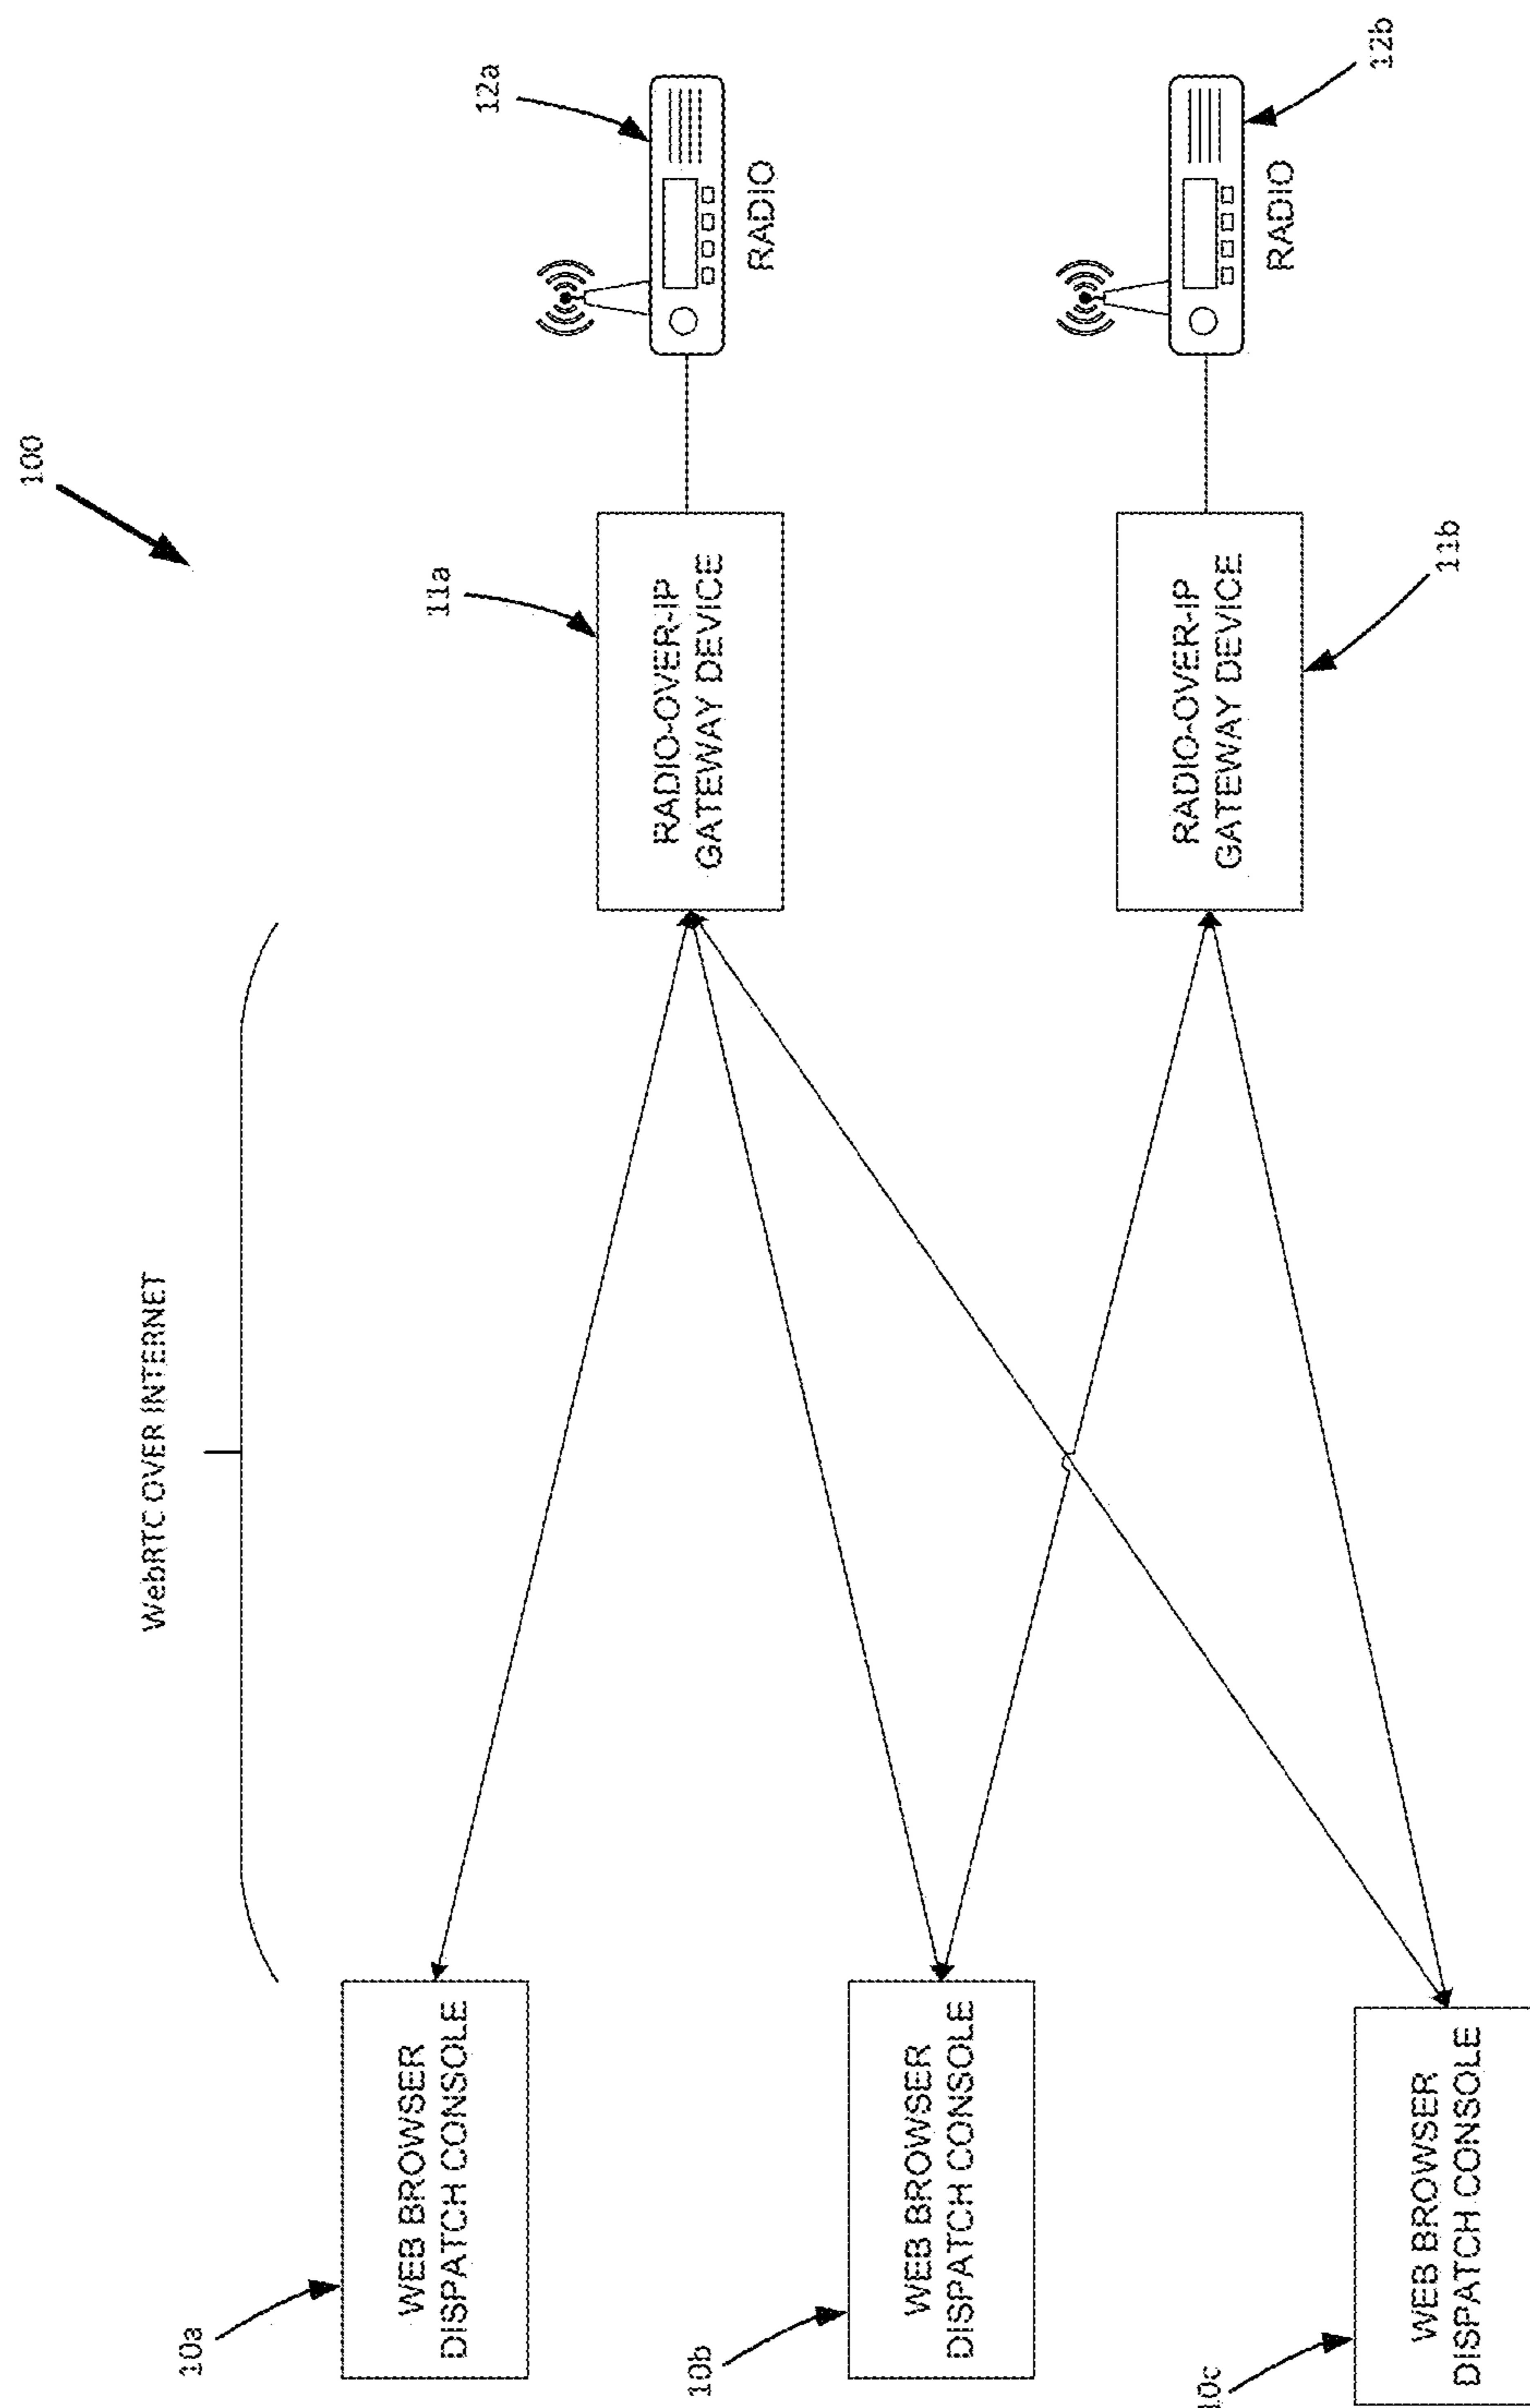 100
WebRTC OVER INTERNET
10a
WEB BROWSER
DISPATCH CONSOLE
11a
RADIO-OVER-IP
GATEWAY DEVICE
12a
RADIO
10b
WEB BROWSER
DISPATCH CONSOLE
11b
RADIO-OVER-IP
GATEWAY DEVICE
12b
RADIO
10c
WEB BROWSER
DISPATCH CONSOLE